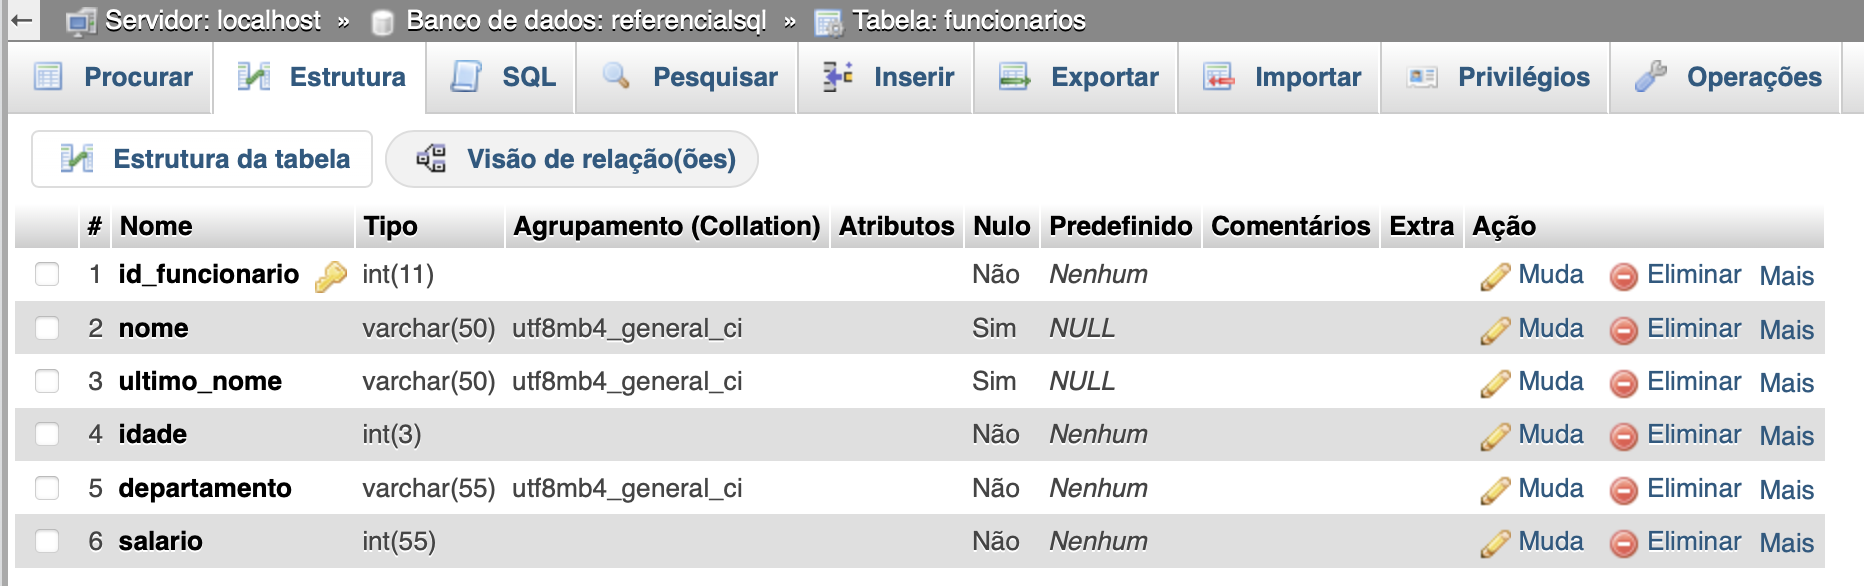 Servidor: localhost » Banco de dados: referencialsql » Tabela: funcionarios
Procurar Estrutura SQL Pesquisar Inserir Exportar Importar Privilégios Operações
Estrutura da tabela Visão de relação(ões)
# Nome Tipo Agrupamento (Collation) Atributos Nulo Predefinido Comentários Extra Ação
1 id_funcionario int(11) Não Nenhum Muda Eliminar Mais
2 nome varchar(50) utf8mb4_general_ci Sim NULL Muda Eliminar Mais
3 ultimo_nome varchar(50) utf8mb4_general_ci Sim NULL Muda Eliminar Mais
4 idade int(3) Não Nenhum Muda Eliminar Mais
5 departamento varchar(55) utf8mb4_general_ci Não Nenhum Muda Eliminar Mais
6 salario int(55) Não Nenhum Muda Eliminar Mais